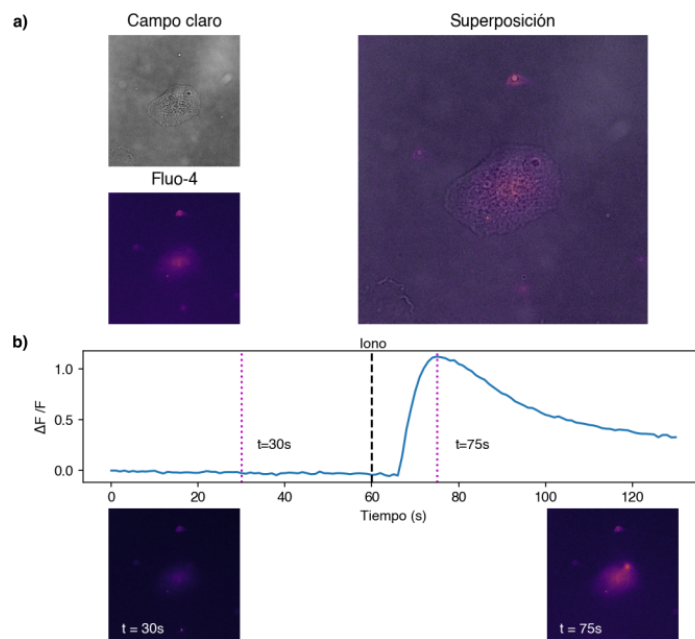 a)
Campo claro
Superposición
Fluo-4
b)
Iono
ΔF /F
1.0
0.5
0.0
t=30s
t=75s
0 20 40 60 80 100 120
Tiempo (s)
t = 30s
t = 75s